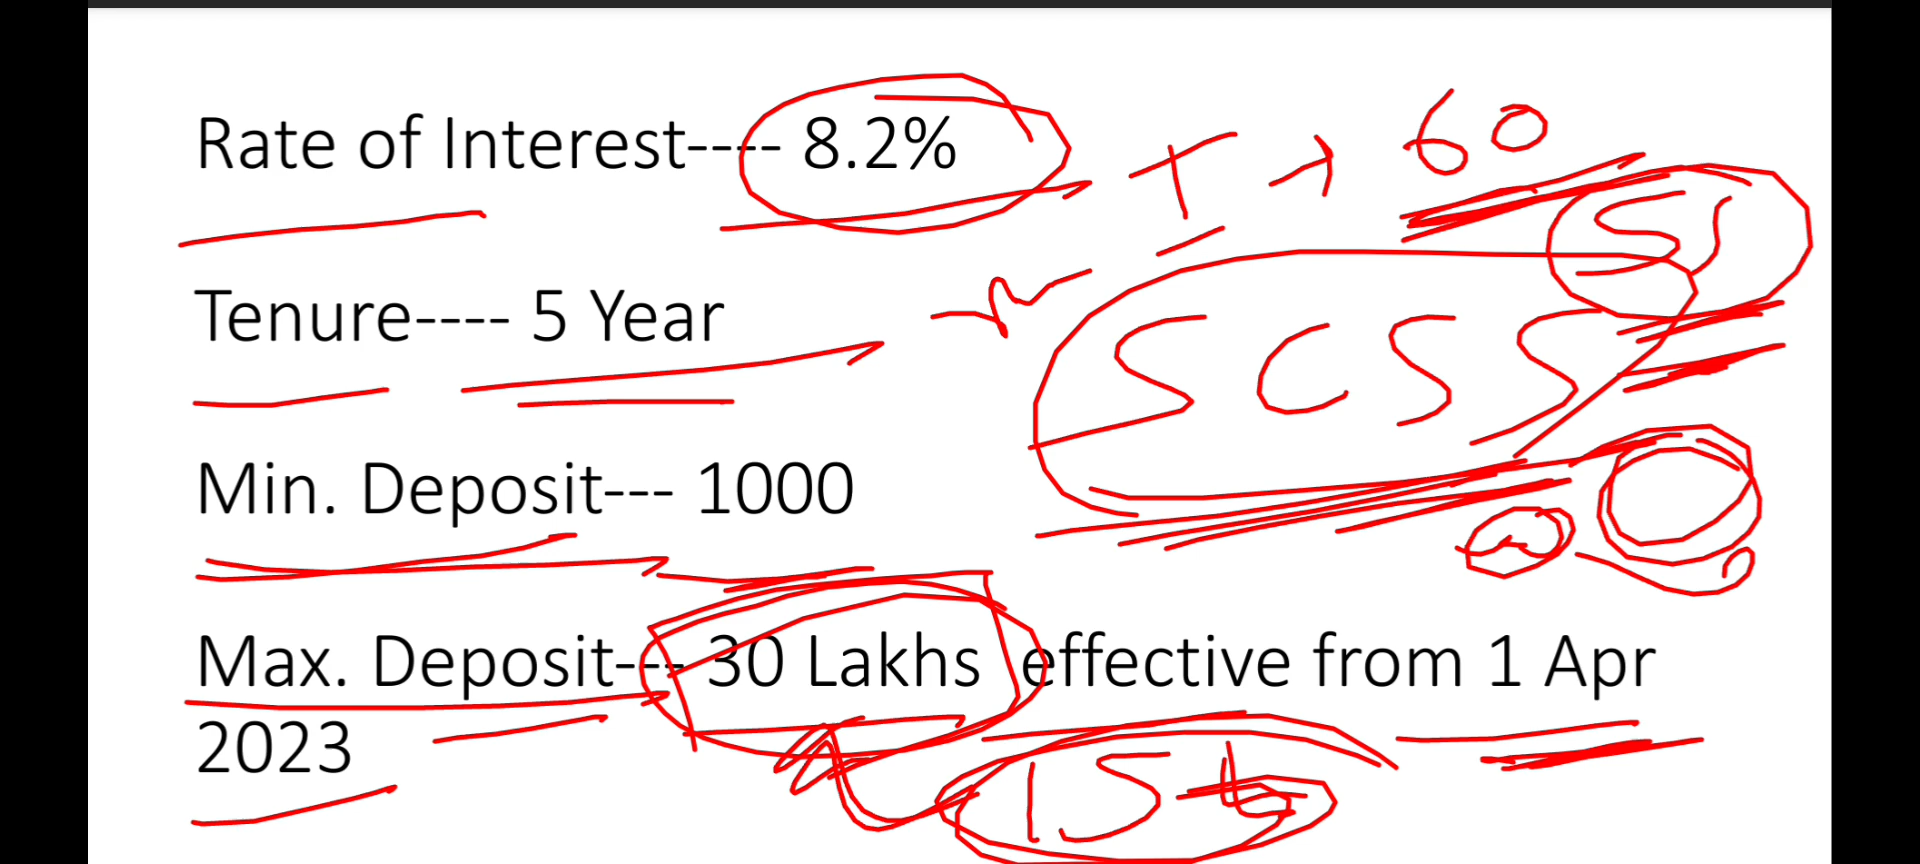 Rate of Interest---- 8.2%
60
Tenure---- 5 Year
SCSS
Min. Deposit--- 1000
Max. Deposit--- 30 Lakhs effective from 1 Apr
2023